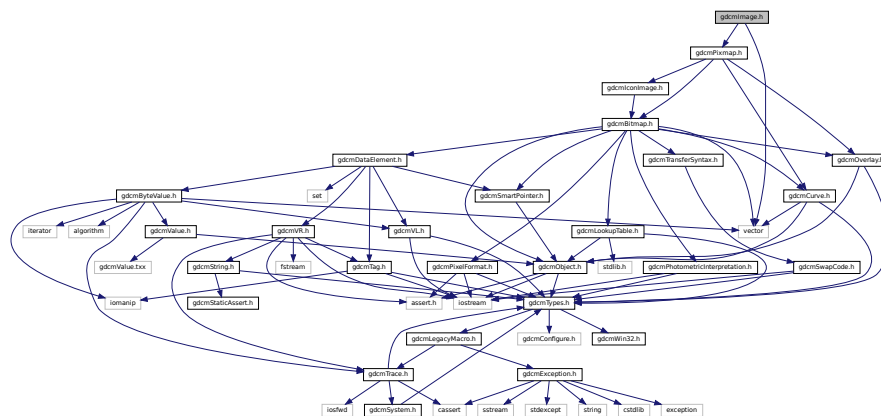 gdcmImage.h
gdcmPixmap.h
gdcmIconImage.h
gdcmBitmap.h
gdcmDataElement.h
gdcmTransferSyntax.h
gdcmOverlay.h
gdcmByteValue.h
set
gdcmSmartPointer.h
gdcmCurve.h
iterator
algorithm
gdcmValue.h
gdcmVR.h
gdcmVL.h
gdcmLookupTable.h
vector
gdcmValue.txx
gdcmString.h
fstream
gdcmTag.h
gdcmPixelFormat.h
gdcmObject.h
stdlib.h
gdcmPhotometricInterpretation.h
gdcmSwapCode.h
iomanip
gdcmStaticAssert.h
assert.h
iostream
gdcmTypes.h
gdcmLegacyMacro.h
gdcmConfigure.h
gdcmWin32.h
gdcmTrace.h
gdcmException.h
iosfwd
gdcmSystem.h
cassert
sstream
stdexcept
string
cstdlib
exception